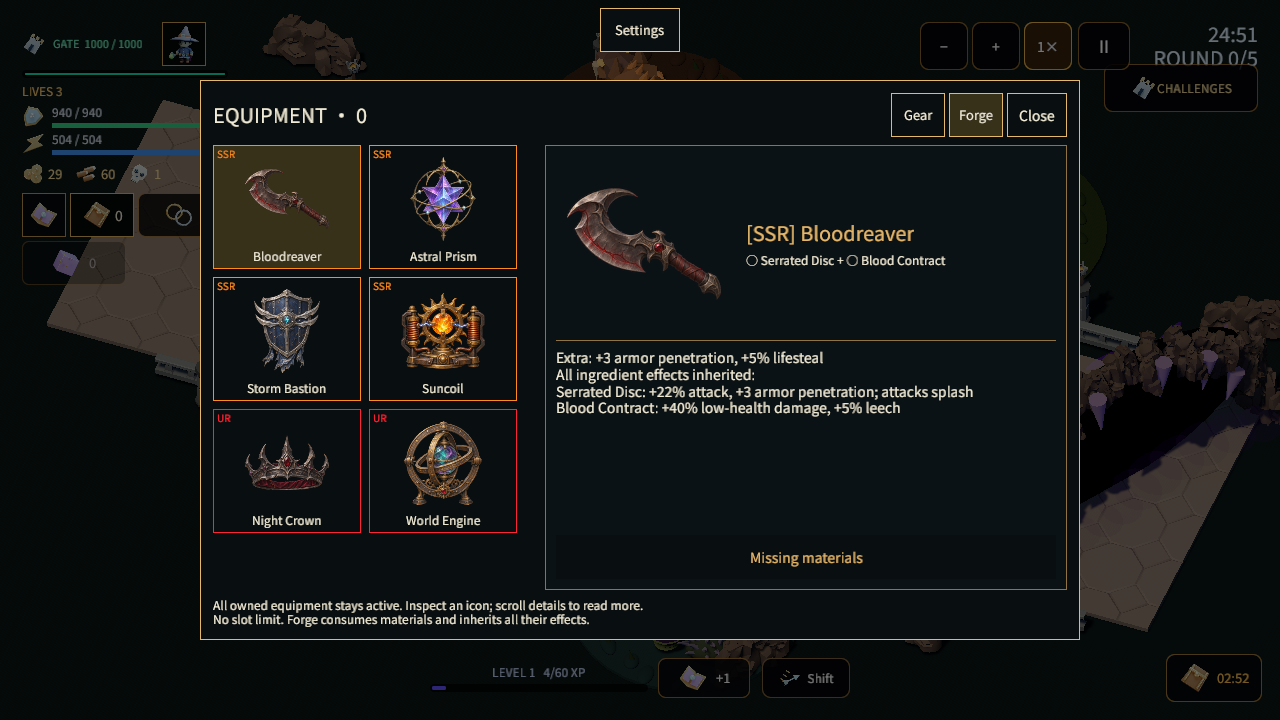 Settings
GATE 1000 / 1000
− + 1× II
24:51
ROUND 0/5
CHALLENGES
LIVES 3
940 / 940
504 / 504
29 60 1
0
0
EQUIPMENT • 0
Gear Forge Close
SSR
Bloodreaver
SSR
Astral Prism
SSR
Storm Bastion
SSR
Suncoil
UR
Night Crown
UR
World Engine
[SSR] Bloodreaver
○ Serrated Disc + ○ Blood Contract
Extra: +3 armor penetration, +5% lifesteal
All ingredient effects inherited:
Serrated Disc: +22% attack, +3 armor penetration; attacks splash
Blood Contract: +40% low-health damage, +5% leech
Missing materials
All owned equipment stays active. Inspect an icon; scroll details to read more.
No slot limit. Forge consumes materials and inherits all their effects.
LEVEL 1 4/60 XP
+1
Shift
02:52